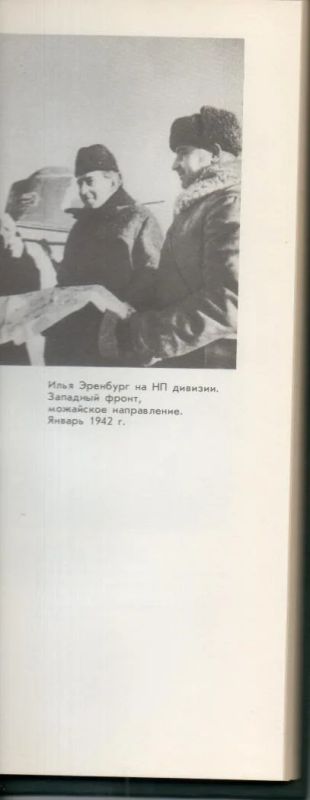 Илья Эренбург на НП дивизии.
Западный фронт,
можайское направление.
Январь 1942 г.